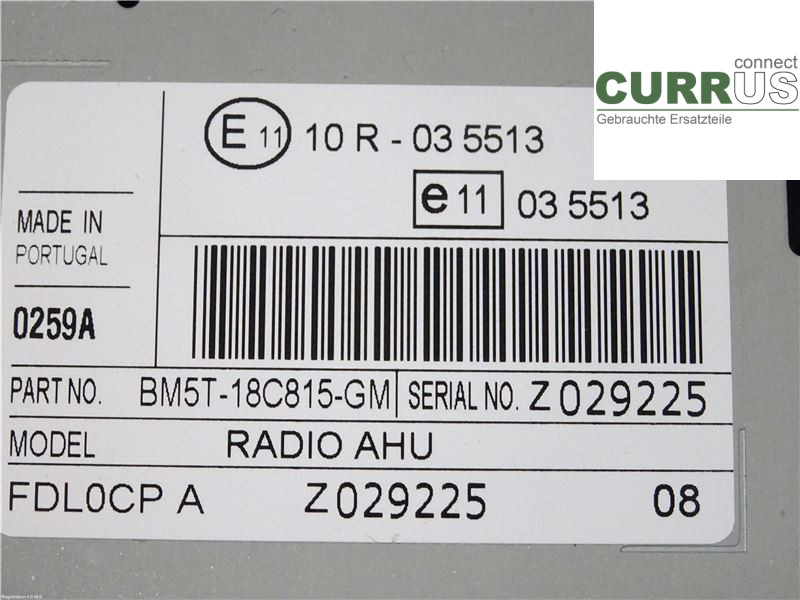 connect
CURRUS
Gebrauchte Ersatzteile
E 11 10 R - 03 5513
e 11 03 5513
MADE IN
PORTUGAL
0259A
PART NO. BM5T-18C815-GM SERIAL NO. Z029225
MODEL RADIO AHU
FDL0CP A Z029225 08